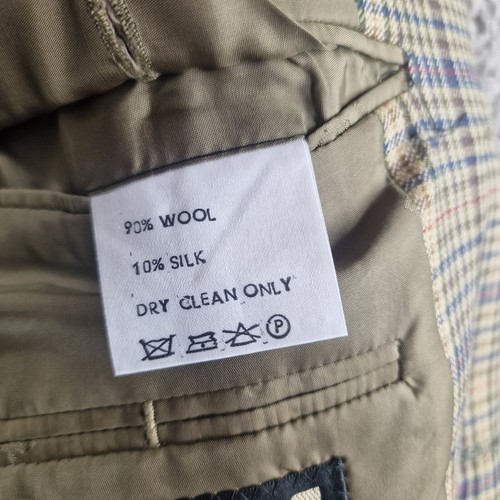 90% WOOL
10% SILK
DRY CLEAN ONLY
P